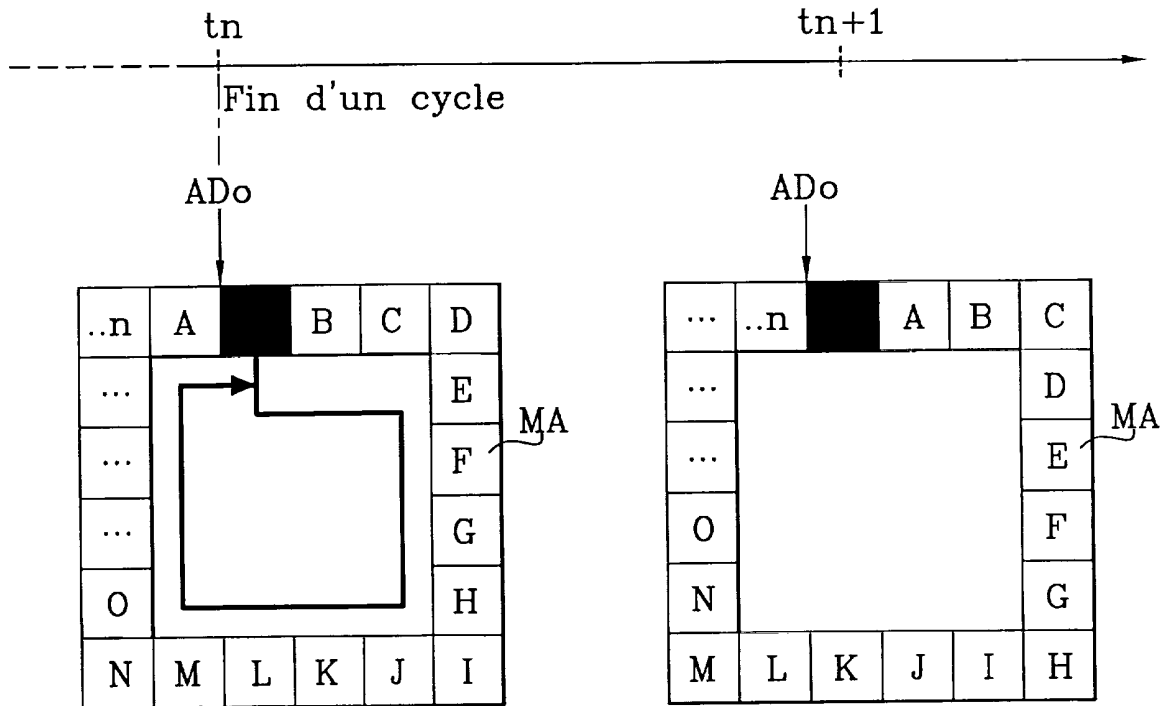 tn tn+1
Fin d'un cycle
ADo ADo
..n A B C D
... E
... F MA
... G
O H
N M L K J I
... ..n A B C
... D
... E MA
O F
N G
M L K J I H